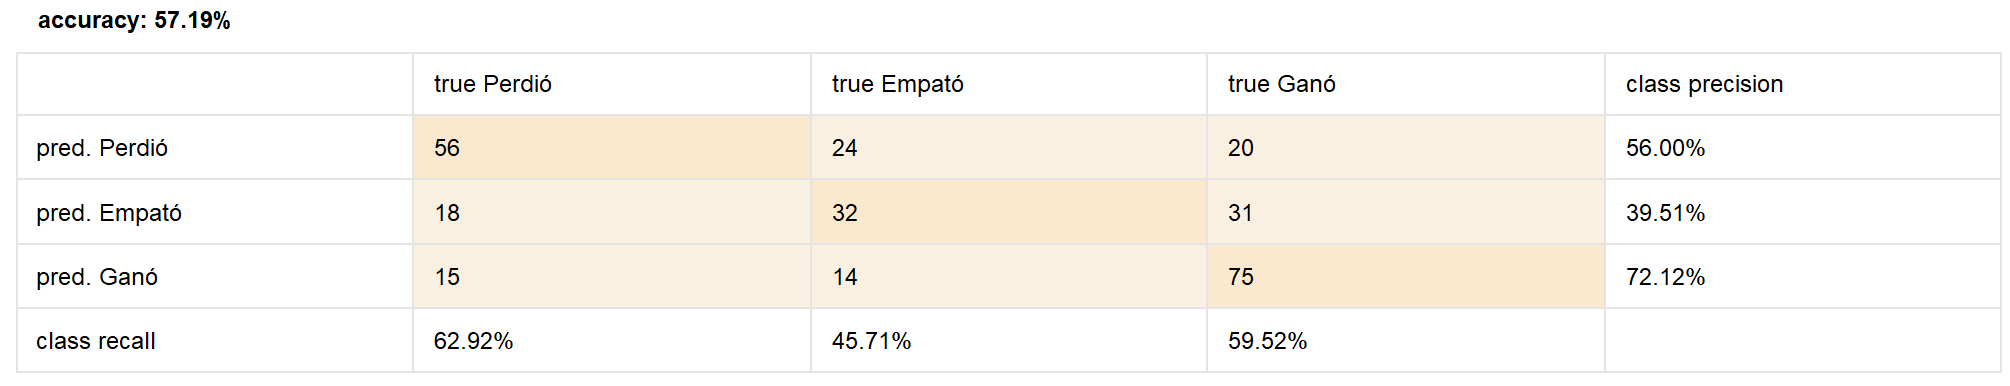 accuracy: 57.19%
true Perdió true Empató true Ganó class precision
pred. Perdió 56 24 20 56.00%
pred. Empató 18 32 31 39.51%
pred. Ganó 15 14 75 72.12%
class recall 62.92% 45.71% 59.52%